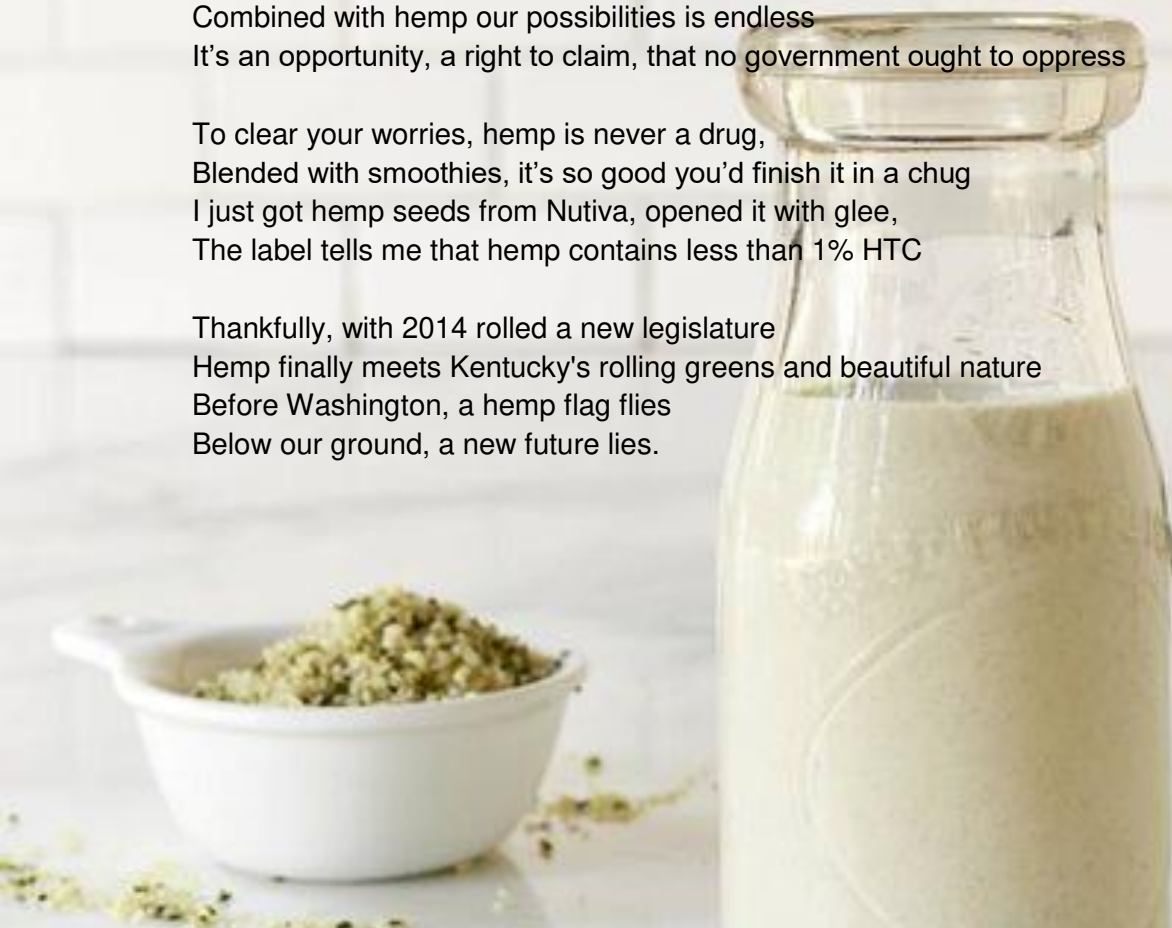 Combined with hemp our possibilities is endless
It’s an opportunity, a right to claim, that no government ought to oppress
To clear your worries, hemp is never a drug,
Blended with smoothies, it’s so good you’d finish it in a chug
I just got hemp seeds from Nutiva, opened it with glee,
The label tells me that hemp contains less than 1% HTC
Thankfully, with 2014 rolled a new legislature
Hemp finally meets Kentucky's rolling greens and beautiful nature
Before Washington, a hemp flag flies
Below our ground, a new future lies.